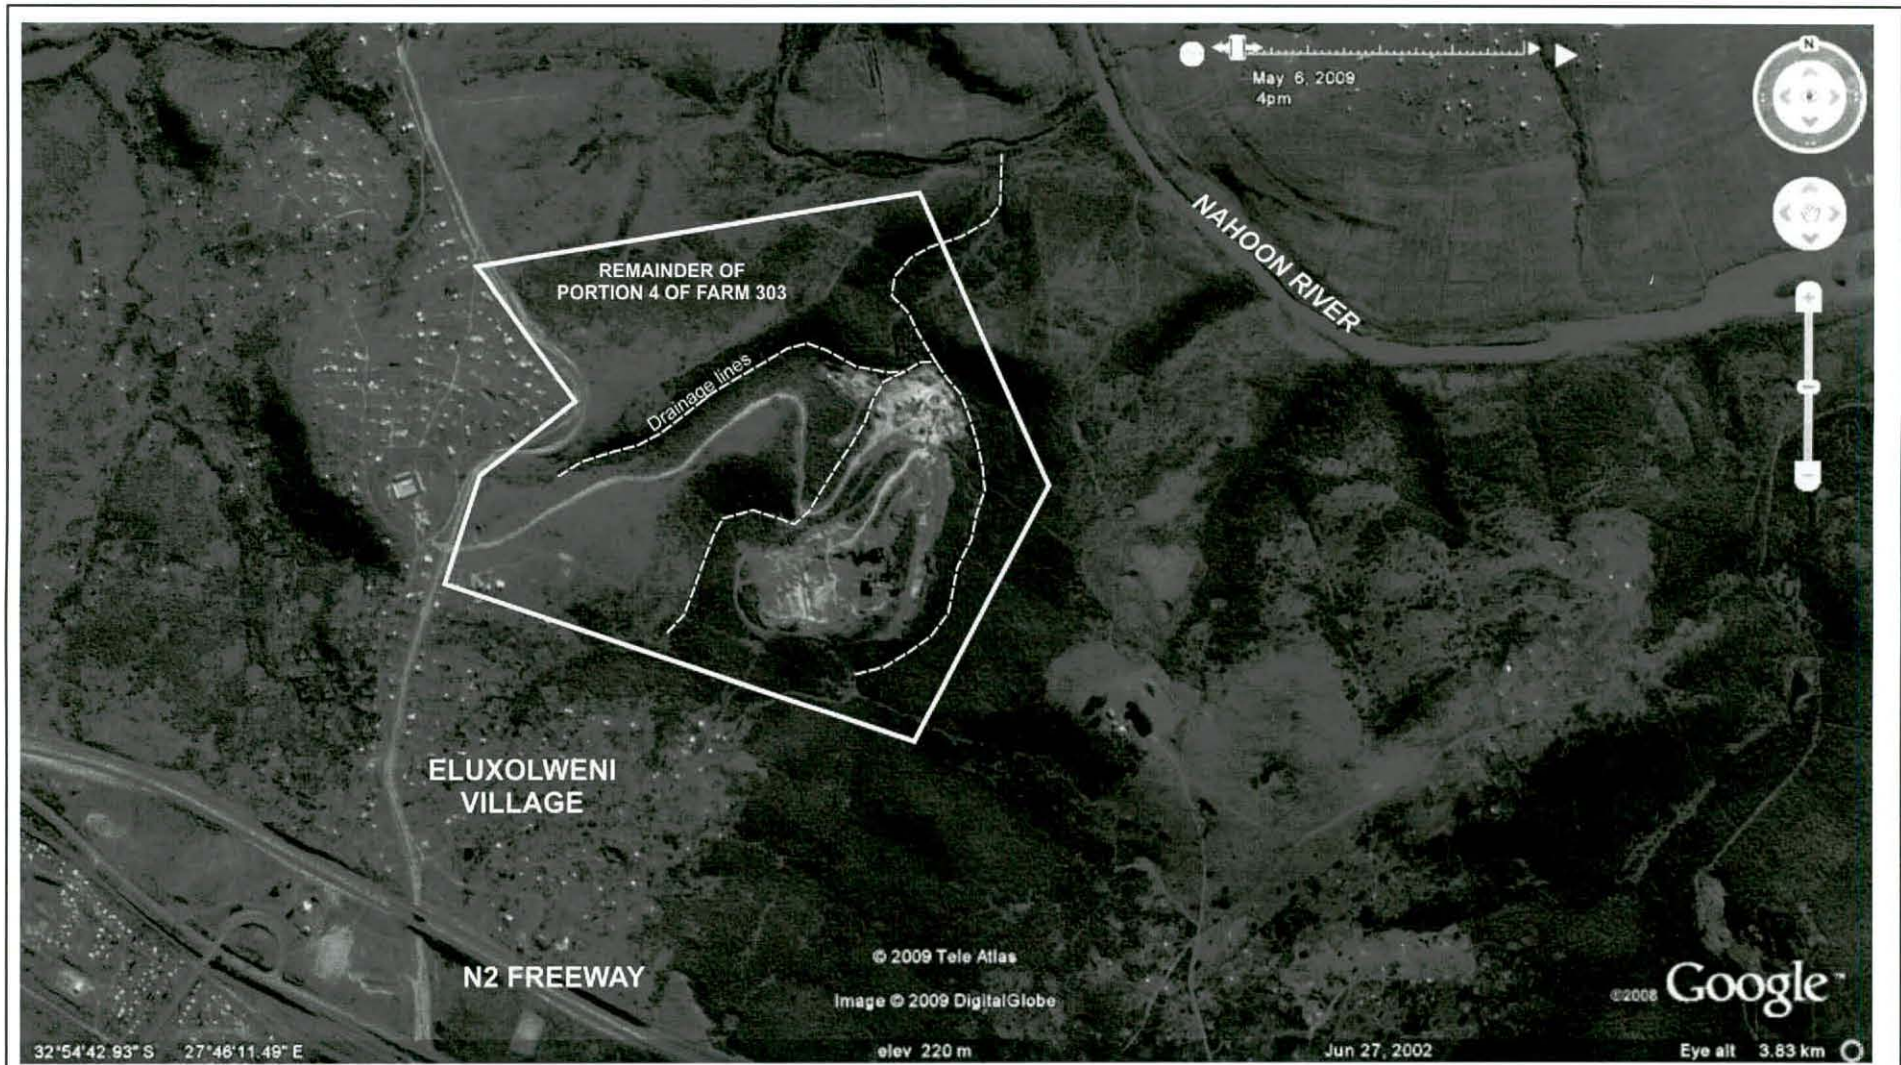 N
May 6, 2009
4pm
NAHOON RIVER
REMAINDER OF
PORTION 4 OF FARM 303
Drainage lines
ELUXOLWENI
VILLAGE
N2 FREEWAY
© 2009 Tele Atlas
Image © 2009 DigitalGlobe
©2008 Google™
32°54'42.93" S 27°46'11.49" E elev 220 m Jun 27, 2002 Eye alt 3.83 km